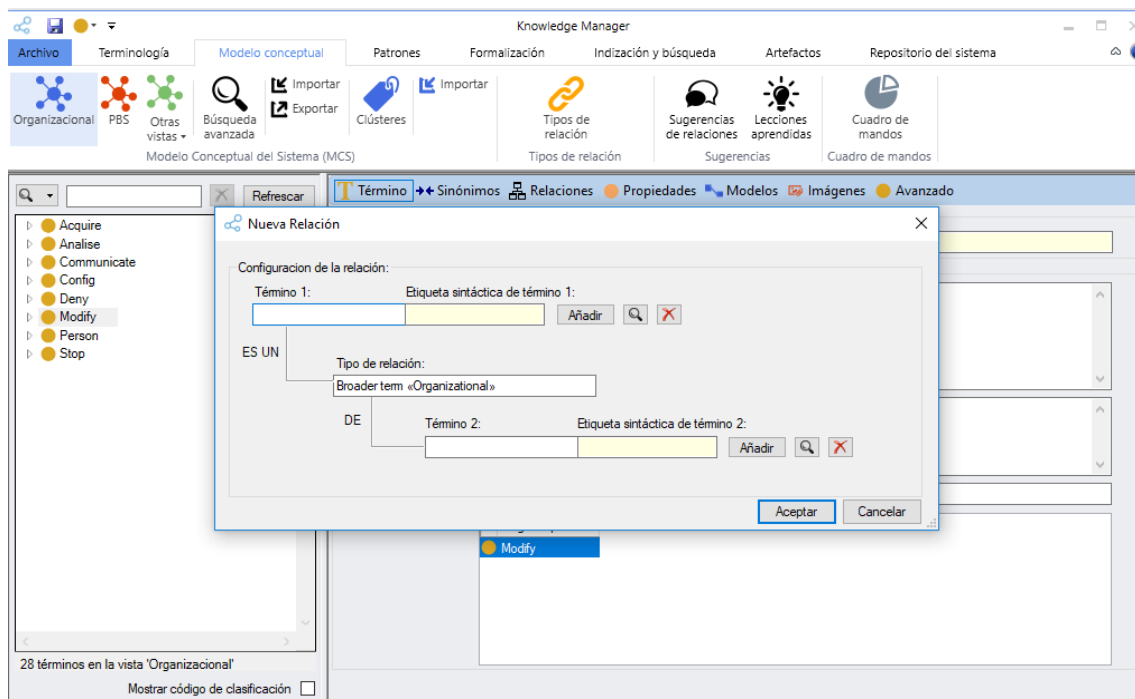 Knowledge Manager
Archivo Terminología Modelo conceptual Patrones Formalización Indización y búsqueda Artefactos Repositorio del sistema
Organizacional PBS Otras vistas Búsqueda avanzada Importar Exportar Clústeres Importar Tipos de relación Sugerencias de relaciones Lecciones aprendidas Cuadro de mandos
Modelo Conceptual del Sistema (MCS) Tipos de relación Sugerencias Cuadro de mandos
Refrescar
Término Sinónimos Relaciones Propiedades Modelos Imágenes Avanzado
Acquire
Analise
Communicate
Config
Deny
Modify
Person
Stop
28 términos en la vista 'Organizacional'
Mostrar código de clasificación
Nueva Relación
Configuracion de la relación:
Término 1: Etiqueta sintáctica de término 1:
Añadir
ES UN
Tipo de relación:
Broader term «Organizational»
DE
Término 2: Etiqueta sintáctica de término 2:
Añadir
Aceptar Cancelar
Modify